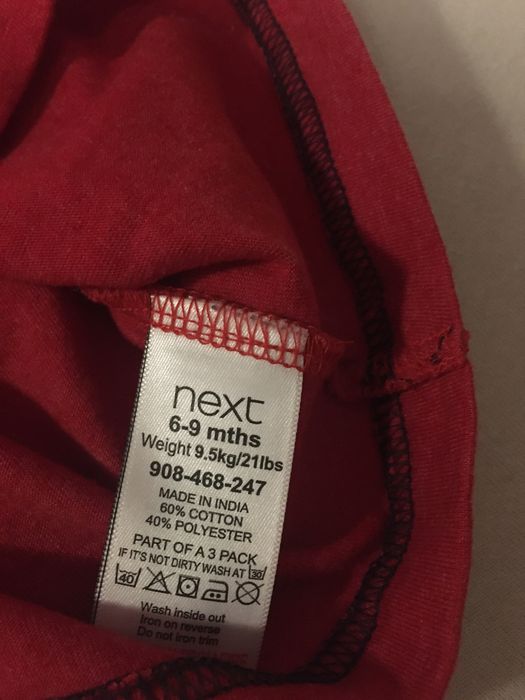 next
6-9 mths
Weight 9.5kg/21lbs
908-468-247
MADE IN INDIA
60% COTTON
40% POLYESTER
PART OF A 3 PACK
IF IT'S NOT DIRTY WASH AT 30
40
Wash inside out
Iron on reverse
Do not iron trim